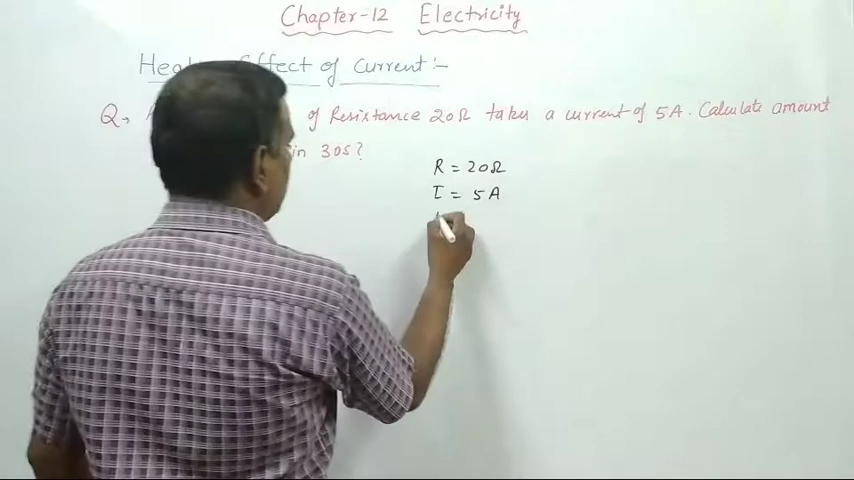 Chapter-12 Electricity
Heat Effect of Current :-
Q. of Resistance 20Ω takes a current of 5A. Calculate amount
in 30s?
R = 20Ω
I = 5A